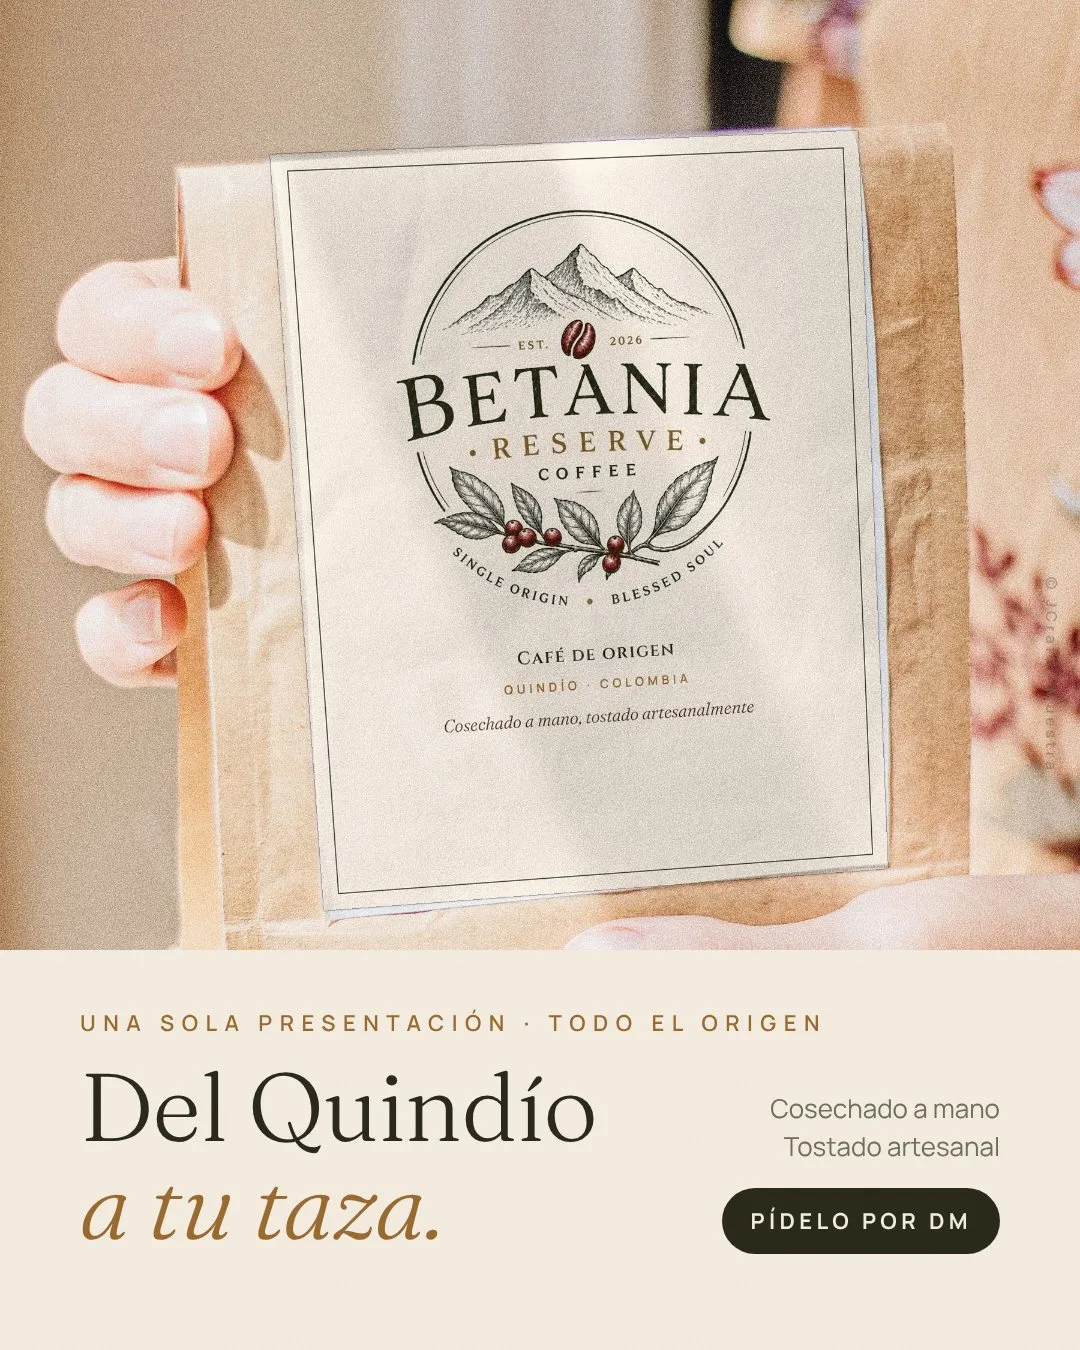 EST. 2026
BETANIA
· RESERVE ·
COFFEE
SINGLE ORIGIN • BLESSED SOUL
CAFÉ DE ORIGEN
QUINDÍO · COLOMBIA
Cosechado a mano, tostado artesanalmente
UNA SOLA PRESENTACIÓN · TODO EL ORIGEN
Del Quindío
a tu taza.
Cosechado a mano
Tostado artesanal
PÍDELO POR DM